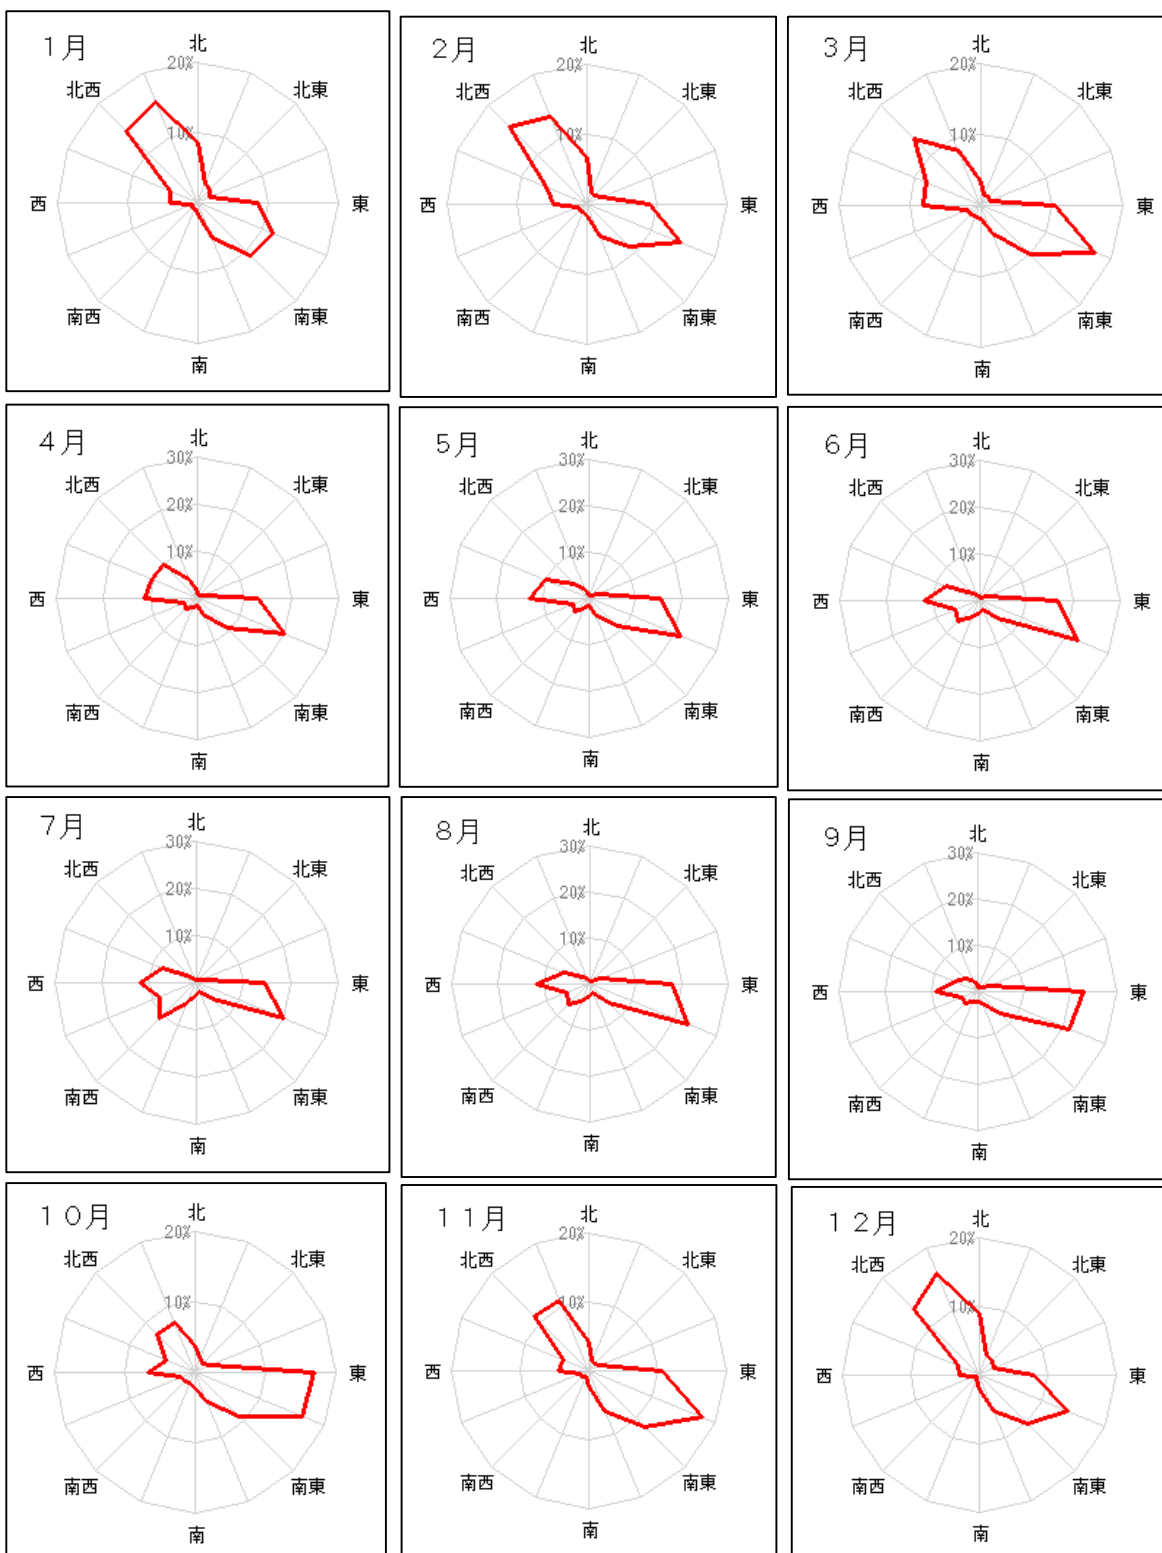 1月
北
20%
北西
北東
10%
西
東
南西
南東
南
2月
北
20%
北西
北東
10%
西
東
南西
南東
南
3月
北
20%
北西
北東
10%
西
東
南西
南東
南
4月
北
30%
北西
北東
20%
10%
西
東
南西
南東
南
5月
北
30%
北西
北東
20%
10%
西
東
南西
南東
南
6月
北
30%
北西
北東
20%
10%
西
東
南西
南東
南
7月
北
30%
北西
北東
20%
10%
西
東
南西
南東
南
8月
北
30%
北西
北東
20%
10%
西
東
南西
南東
南
9月
北
30%
北西
北東
20%
10%
西
東
南西
南東
南
10月
北
20%
北西
北東
10%
西
東
南西
南東
南
11月
北
20%
北西
北東
10%
西
東
南西
南東
南
12月
北
20%
北西
北東
10%
西
東
南西
南東
南